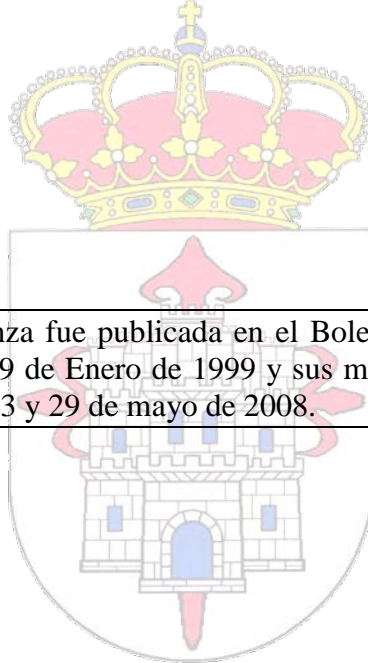 nza fue publicada en el Bole
9 de Enero de 1999 y sus m
3 y 29 de mayo de 2008.